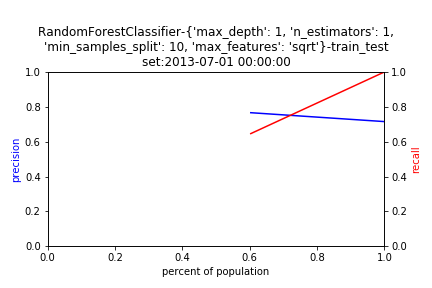 RandomForestClassifier-{'max_depth': 1, 'n_estimators': 1,
'min_samples_split': 10, 'max_features': 'sqrt'}-train_test
set:2013-07-01 00:00:00
1.0
0.8
0.6
0.4
0.2
0.0
precision
1.0
0.8
0.6
0.4
0.2
0.0
recall
0.0 0.2 0.4 0.6 0.8 1.0
percent of population